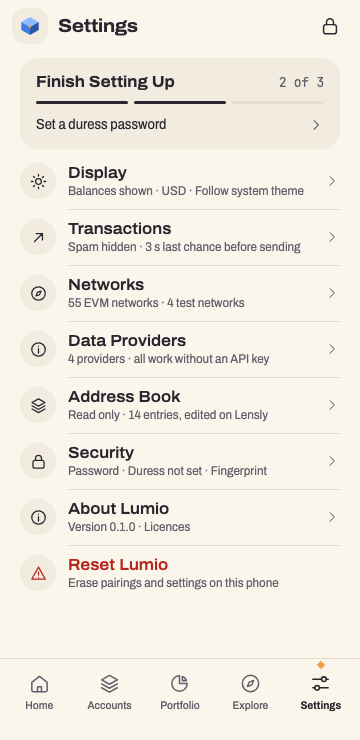 Settings
Finish Setting Up
2 of 3
Set a duress password
Display
Balances shown · USD · Follow system theme
Transactions
Spam hidden · 3 s last chance before sending
Networks
55 EVM networks · 4 test networks
Data Providers
4 providers · all work without an API key
Address Book
Read only · 14 entries, edited on Lensly
Security
Password · Duress not set · Fingerprint
About Lumio
Version 0.1.0 · Licences
Reset Lumio
Erase pairings and settings on this phone
Home
Accounts
Portfolio
Explore
Settings